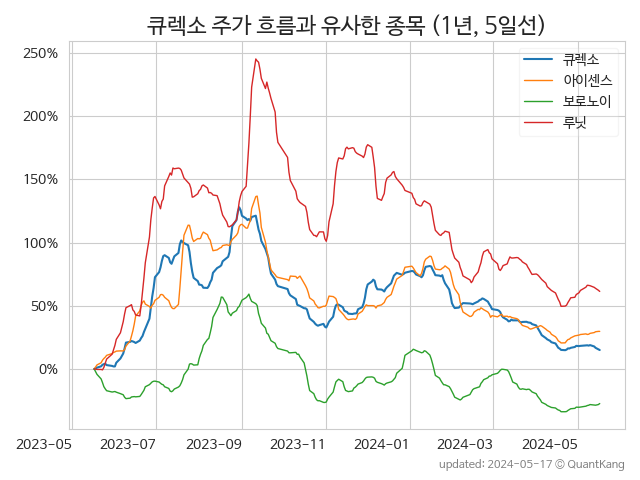 큐렉소 주가 흐름과 유사한 종목 (1년, 5일선)
250%
200%
150%
100%
50%
0%
큐렉소
아이센스
보로노이
루닛
2023-05 2023-07 2023-09 2023-11 2024-01 2024-03 2024-05
updated: 2024-05-17 © QuantKang